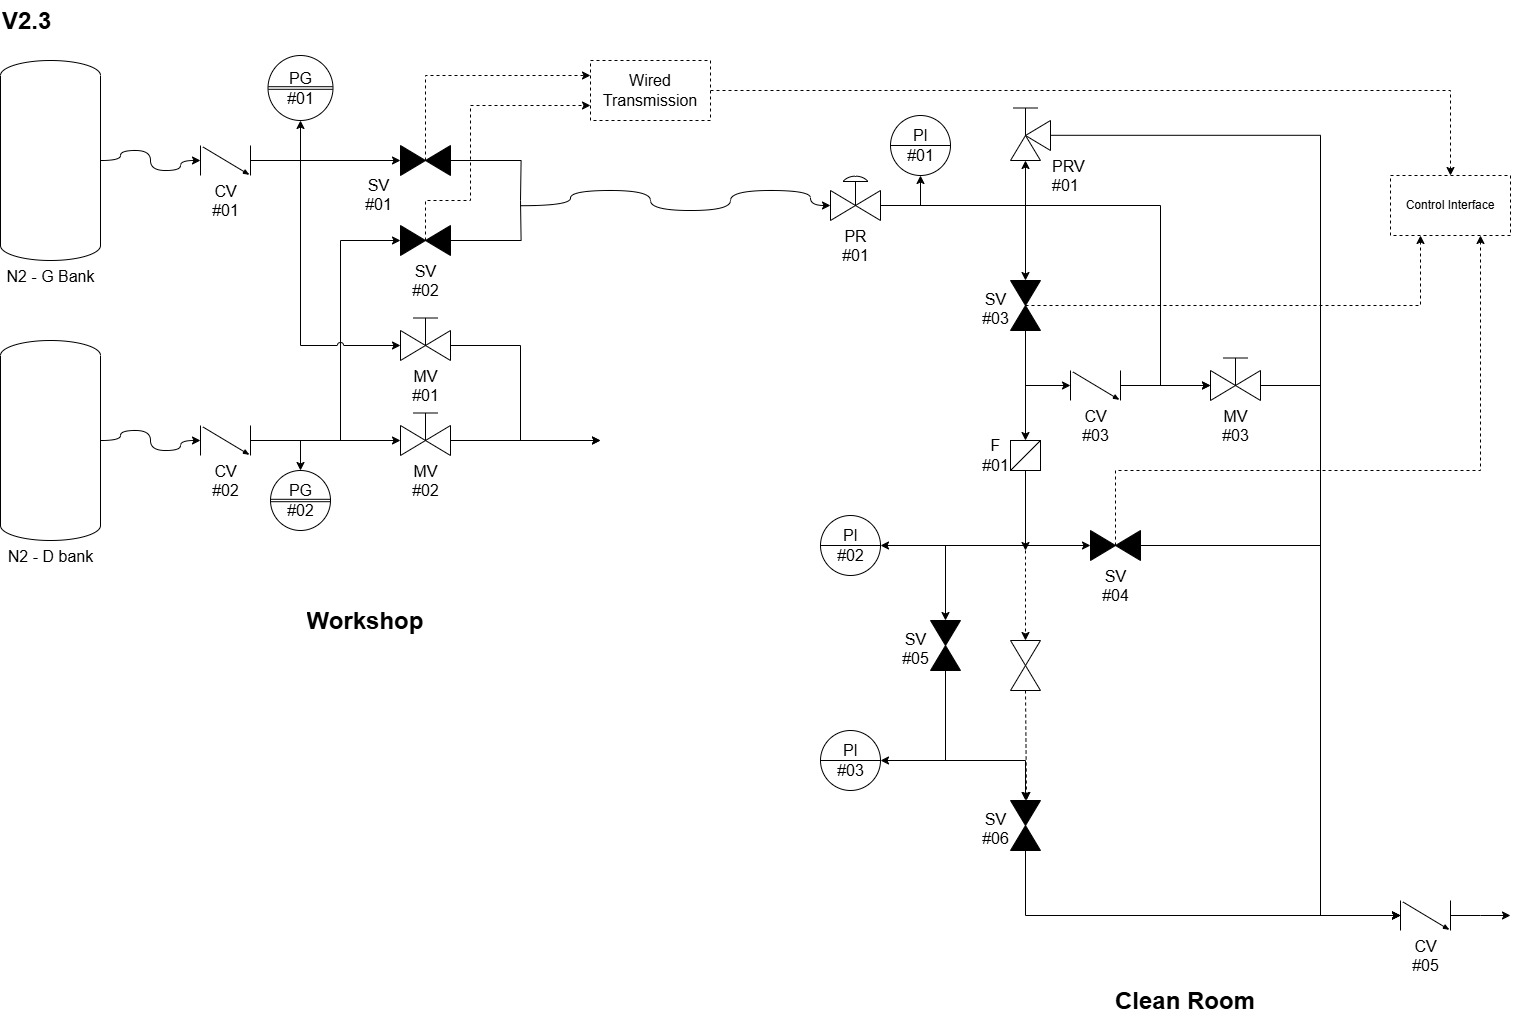 V2.3
PG
#01
Wired
Transmission
PI
#01
CV
#01
SV
#01
PRV
#01
Control Interface
PR
#01
N2 - G Bank
SV
#02
SV
#03
MV
#01
CV
#03
MV
#03
F
#01
CV
#02
MV
#02
PG
#02
N2 - D bank
PI
#02
SV
#04
Workshop
SV
#05
PI
#03
SV
#06
CV
#05
Clean Room